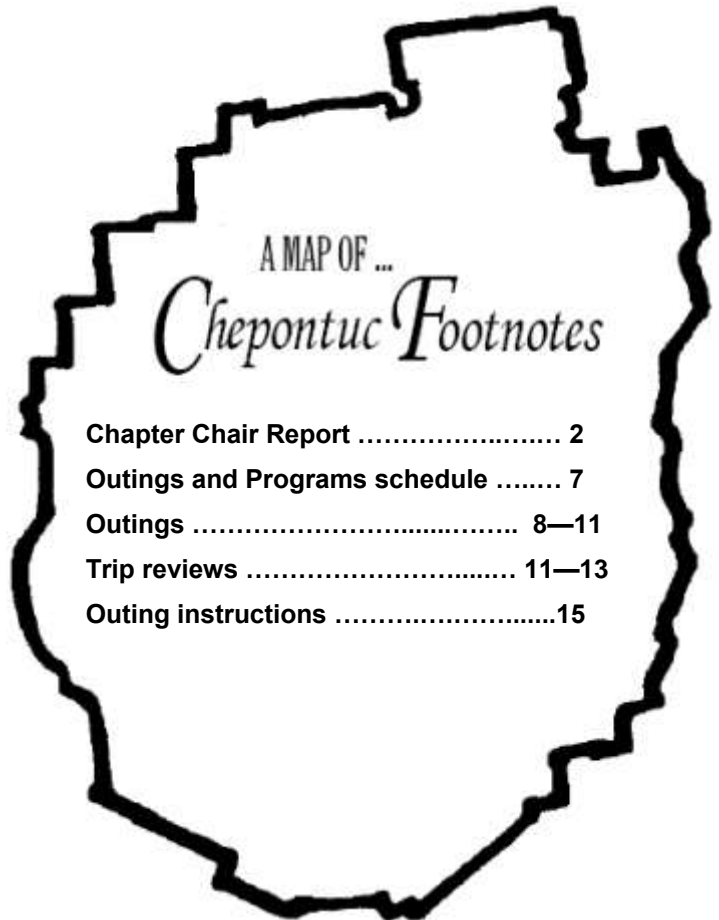 A MAP OF ...
Chepontuc Footnotes
Chapter Chair Report ……………..….… 2
Outings and Programs schedule …..… 7
Outings …………………….......…….. 8—11
Trip reviews …………………….....… 11—13
Outing instructions ……….………….......15